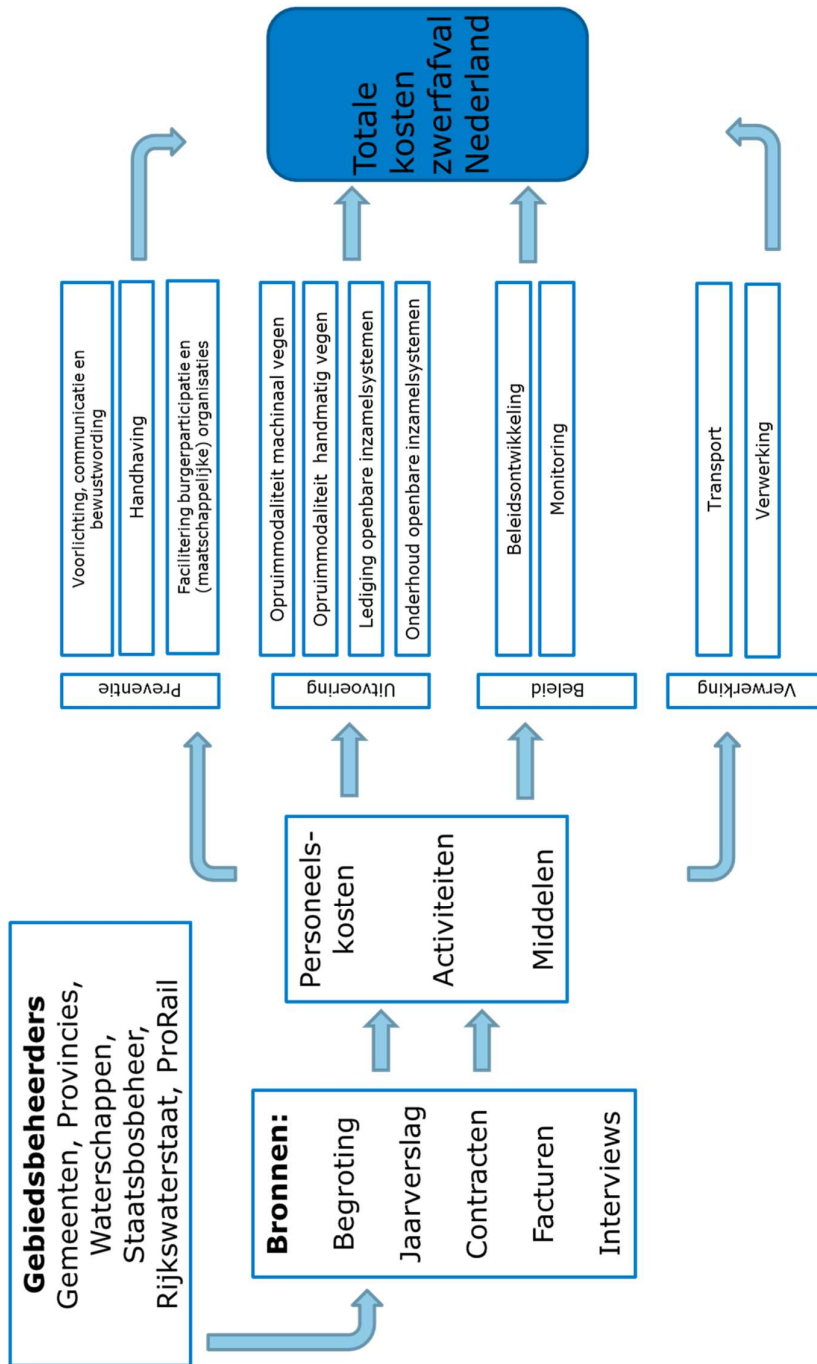 Gebiedsbeheerders
Gemeenten, Provincies,
Waterschappen,
Staatsbosbeheer,
Rijkswaterstaat, ProRail
Bronnen:
Begroting
Jaarverslag
Contracten
Facturen
Interviews
Personeels-
kosten
Activiteiten
Middelen
Preventie
Voorlichting, communicatie en
bewustwording
Handhaving
Facilitering burgerparticipatie en
(maatschappelijke) organisaties
Uitvoering
Opruimmodaliteit machinaal vegen
Opruimmodaliteit handmatig vegen
Lediging openbare inzamelsystemen
Onderhoud openbare inzamelsystemen
Beleid
Beleidsontwikkeling
Monitoring
Verwerking
Transport
Verwerking
Totale
kosten
zwerfafval
Nederland